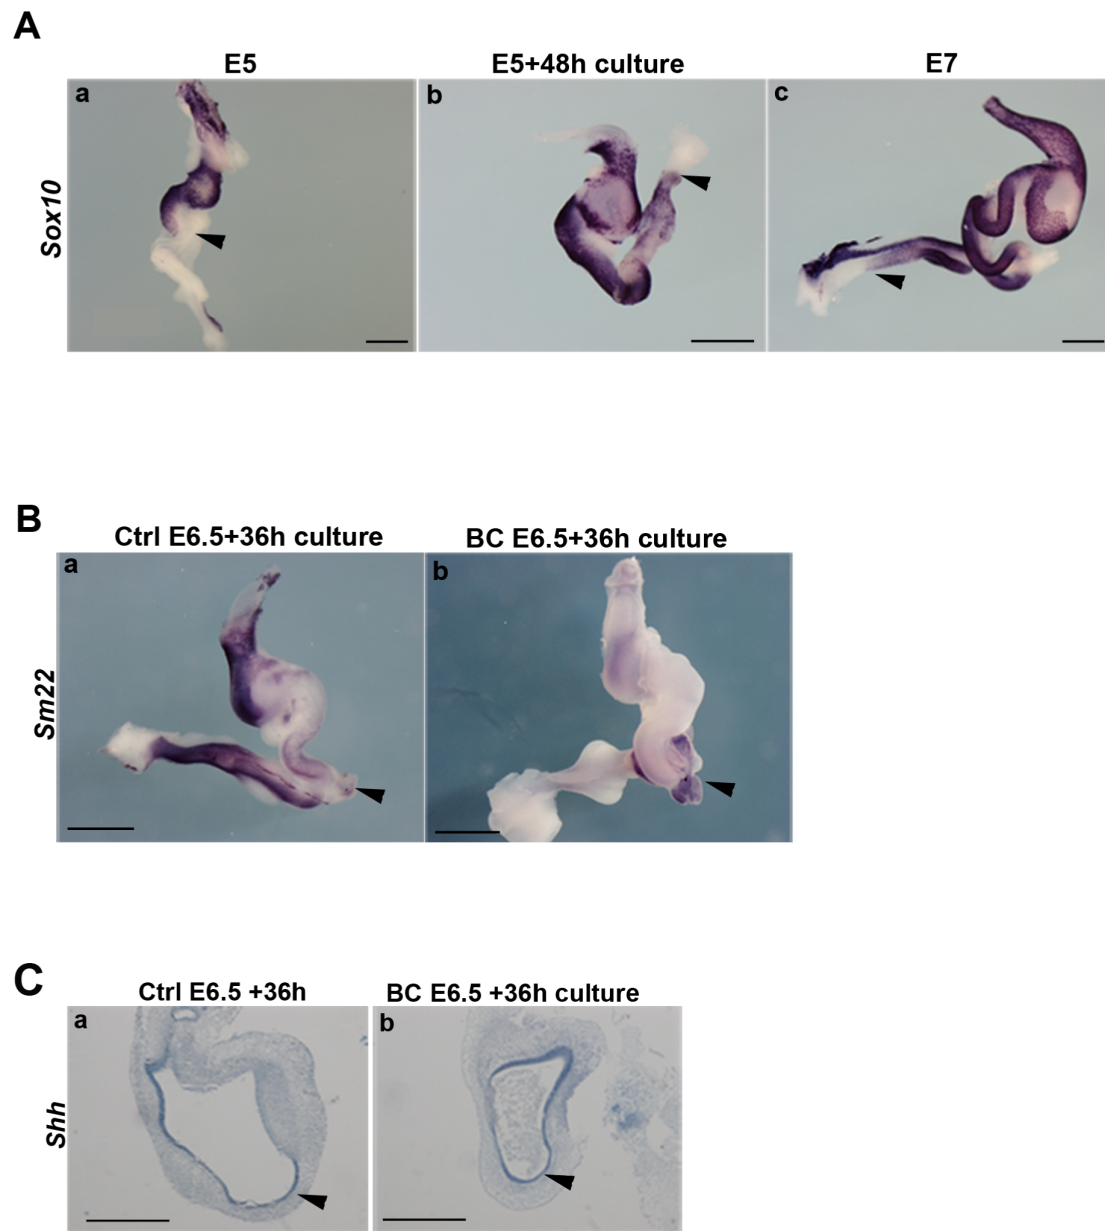 A
E5
E5+48h culture
E7
a
b
c
Sox10
B
Ctrl E6.5+36h culture
BC E6.5+36h culture
a
b
Sm22
C
Ctrl E6.5 +36h
BC E6.5 +36h culture
a
b
Shh